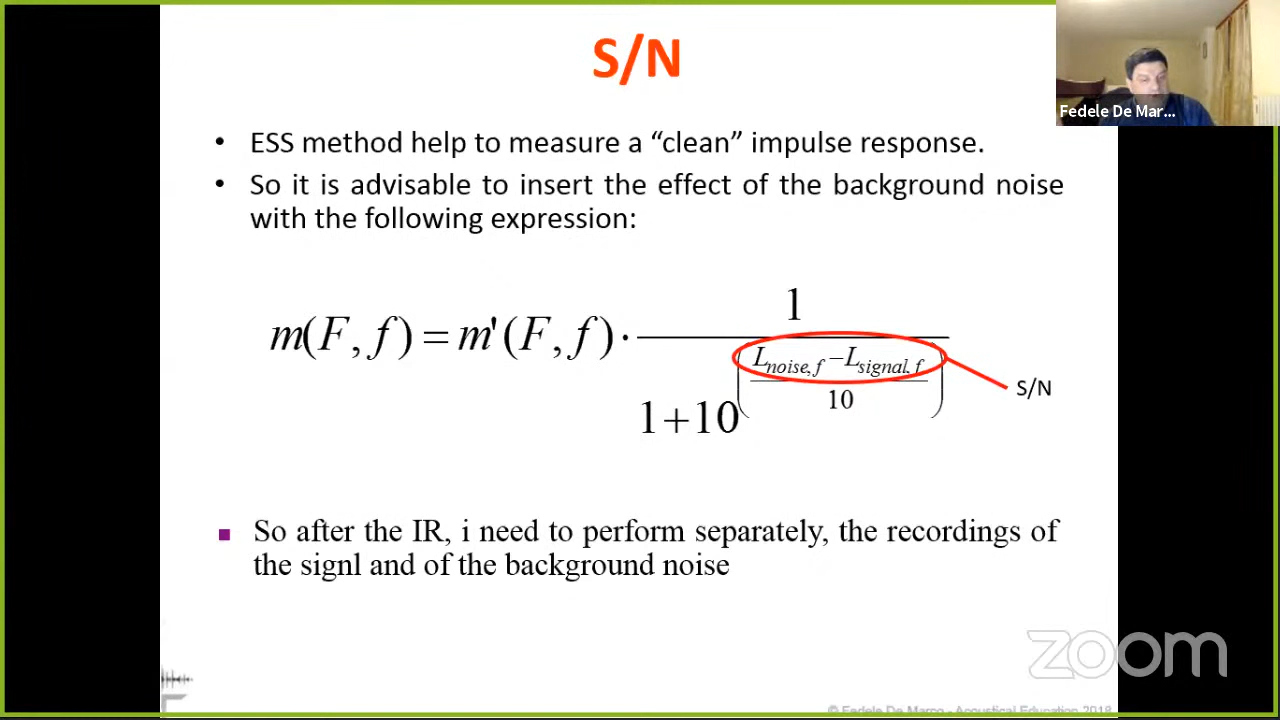 S/N
Fedele De Mar...
• ESS method help to measure a “clean” impulse response.
• So it is advisable to insert the effect of the background noise
with the following expression:
m(F, f) = m'(F, f) · 1 / (1+10^((L_noise, f − L_signal, f) / 10))
S/N
▪ So after the IR, i need to perform separately, the recordings of
the signl and of the background noise
zoom
© Fedele De Marco - Acoustical Education 2018